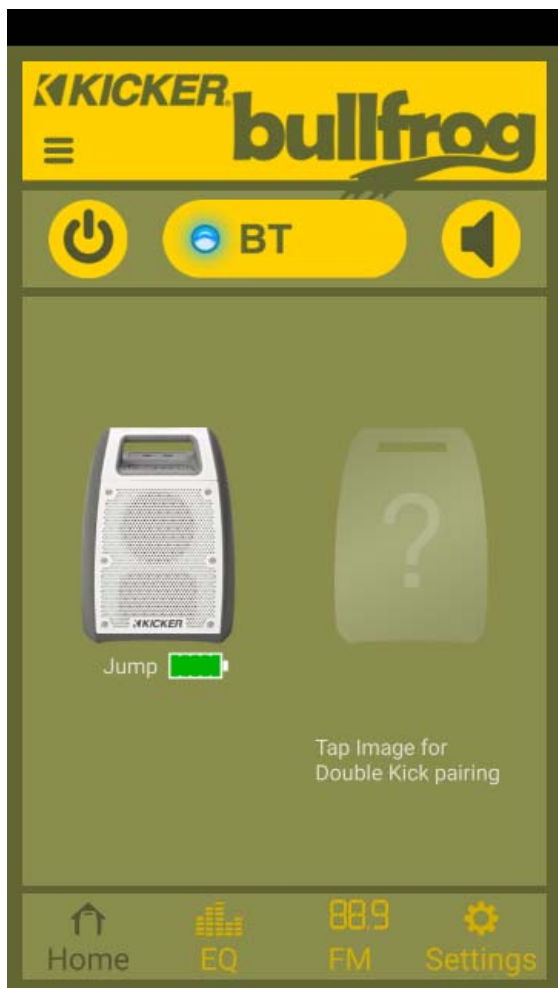 KICKER
bullfrog
BT
?
KICKER
Jump
Tap Image for
Double Kick pairing
88.9
Home EQ FM Settings